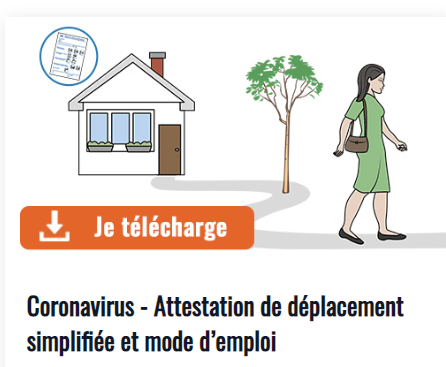 Je télécharge
Coronavirus - Attestation de déplacement
simplifiée et mode d'emploi